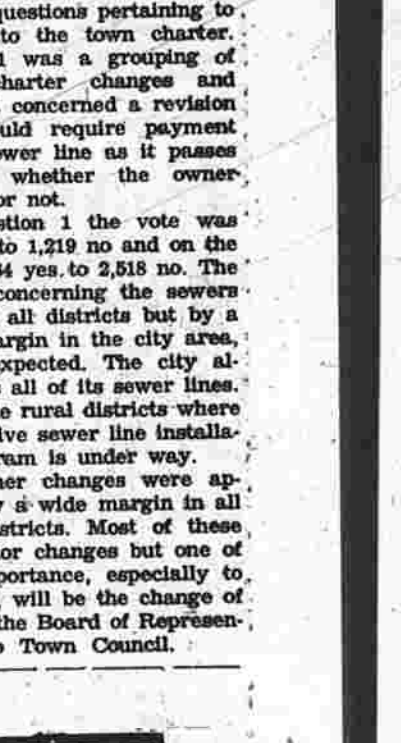 questions pertaining to
to the town charter.
was a grouping of
charter changes and
concerned a revision
would require payment
ower line as it passes
whether the owner
or not.
stion 1 the vote was
to 1,219 no and on the
4 yes to 2,518 no. The
concerning the sewers
all districts but by a
argin in the city area,
xpected. The city al-
all of its sewer lines.
e rural districts where
ive sewer line installa-
ram is under way.
her changes were ap-
y a wide margin in all
stricts. Most of these
or changes but one of
portance, especially to
will be the change of
the Board of Represen-
o Town Council.